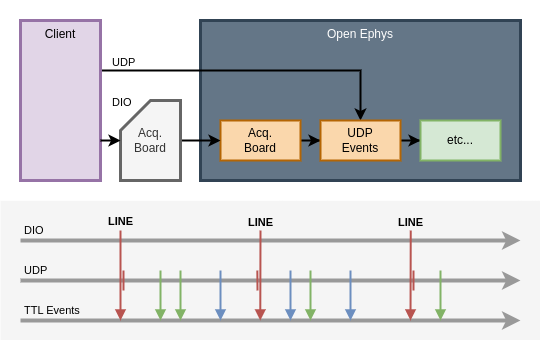 Client
Open Ephys
UDP
DIO
Acq.
Board
Acq.
Board
UDP
Events
etc...
LINE
LINE
LINE
DIO
UDP
TTL Events